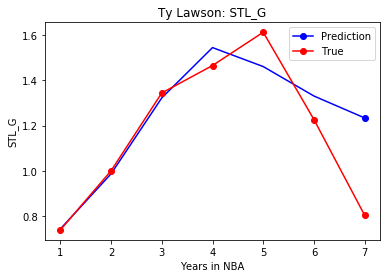 Ty Lawson: STL_G
Prediction
True
1.6
1.4
1.2
1.0
0.8
STL_G
1 2 3 4 5 6 7
Years in NBA